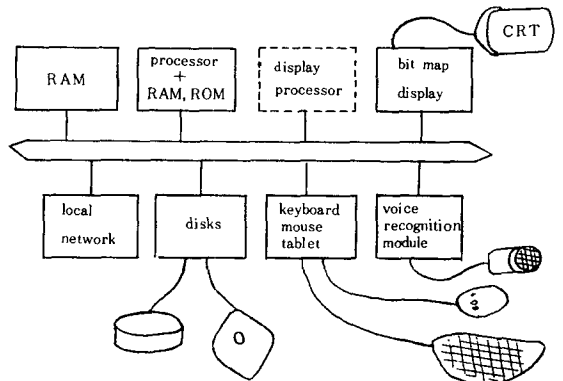 CRT
RAM
processor
+
RAM, ROM
display
processor
bit map
display
local
network
disks
keyboard
mouse
tablet
voice
recognition
module